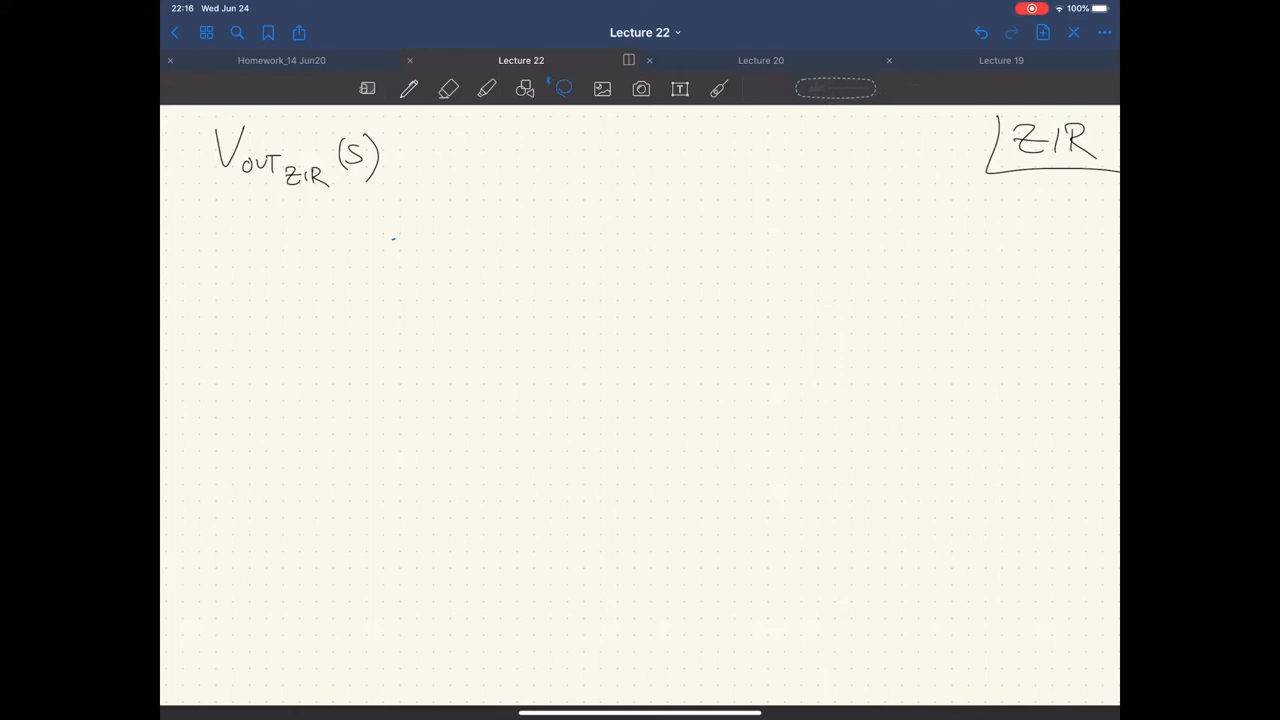 22:16 Wed Jun 24
100%
Lecture 22
Homework_14 Jun20
Lecture 22
Lecture 20
Lecture 19
V_OUT_ZIR (S)
ZIR